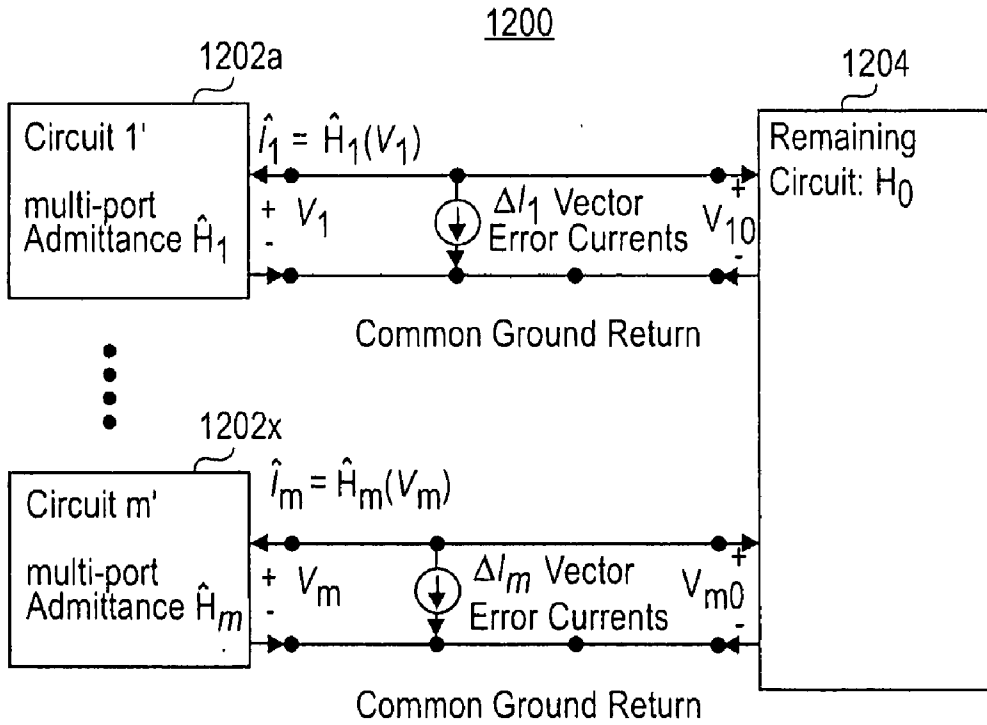 1200
1202a
1204
Circuit 1'
multi-port
Admittance Ĥ₁
Î₁ = Ĥ₁(V₁)
+
V₁
-
ΔI₁ Vector
Error Currents
+
V₁₀
-
Remaining
Circuit: H₀
Common Ground Return
1202x
Circuit m'
multi-port
Admittance Ĥₘ
Îₘ = Ĥₘ(Vₘ)
+
Vₘ
-
ΔIₘ Vector
Error Currents
+
Vₘ₀
-
Common Ground Return